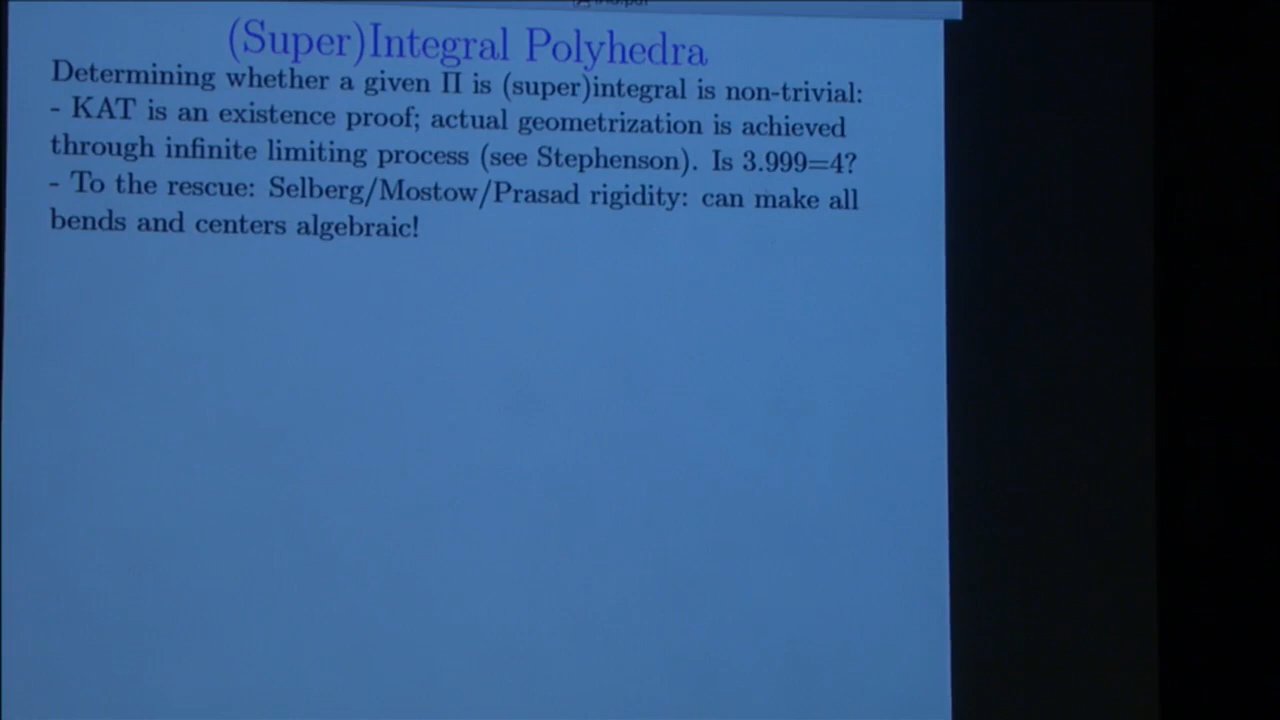 (Super)Integral Polyhedra
Determining whether a given Π is (super)integral is non-trivial:
- KAT is an existence proof; actual geometrization is achieved
through infinite limiting process (see Stephenson). Is 3.999=4?
- To the rescue: Selberg/Mostow/Prasad rigidity: can make all
bends and centers algebraic!